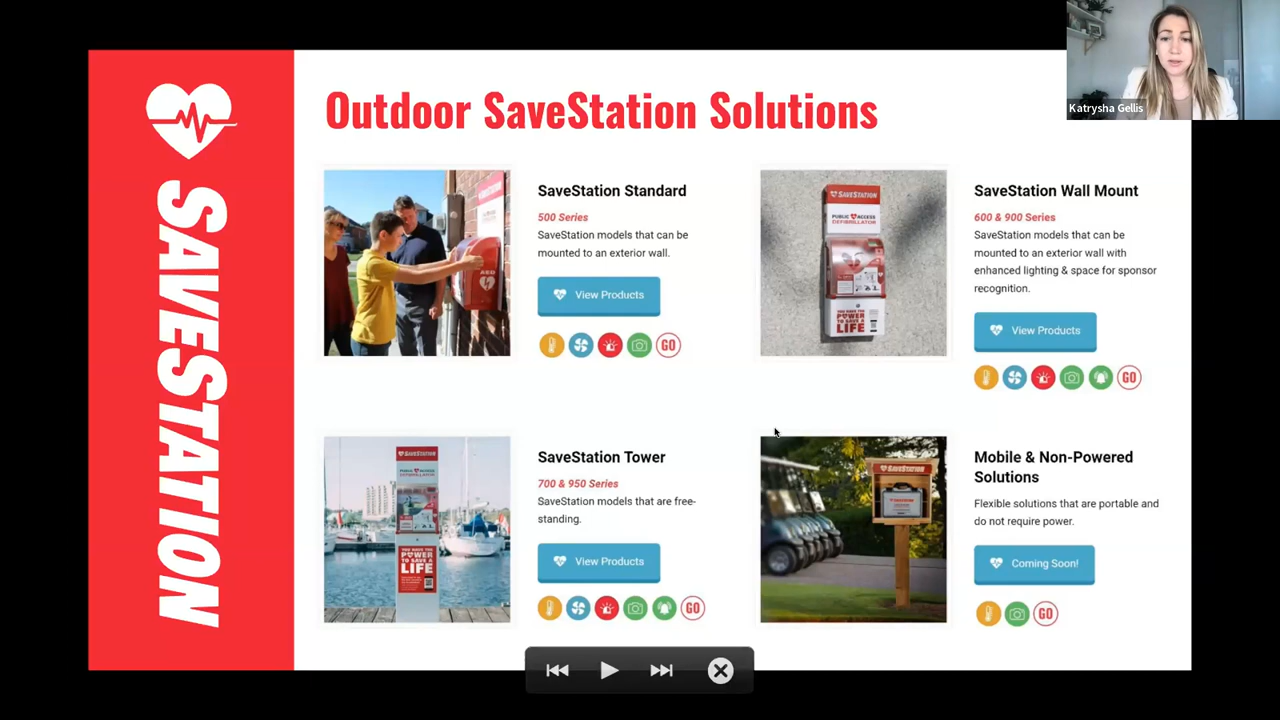 Katrysha Gellis
SAVESTATION
Outdoor SaveStation Solutions
AED
SaveStation Standard
500 Series
SaveStation models that can be
mounted to an exterior wall.
View Products
GO
SAVESTATION
PUBLIC ACCESS
DEFIBRILLATOR
YOU HAVE THE
POWER
TO SAVE A
LIFE
SaveStation Wall Mount
600 & 900 Series
SaveStation models that can be
mounted to an exterior wall with
enhanced lighting & space for sponsor
recognition.
View Products
GO
SAVESTATION
PUBLIC ACCESS
DEFIBRILLATOR
YOU HAVE THE
POWER
TO SAVE A
LIFE
SaveStation Tower
700 & 950 Series
SaveStation models that are free-
standing.
View Products
GO
SAVESTATION
Mobile & Non-Powered
Solutions
Flexible solutions that are portable and
do not require power.
Coming Soon!
GO